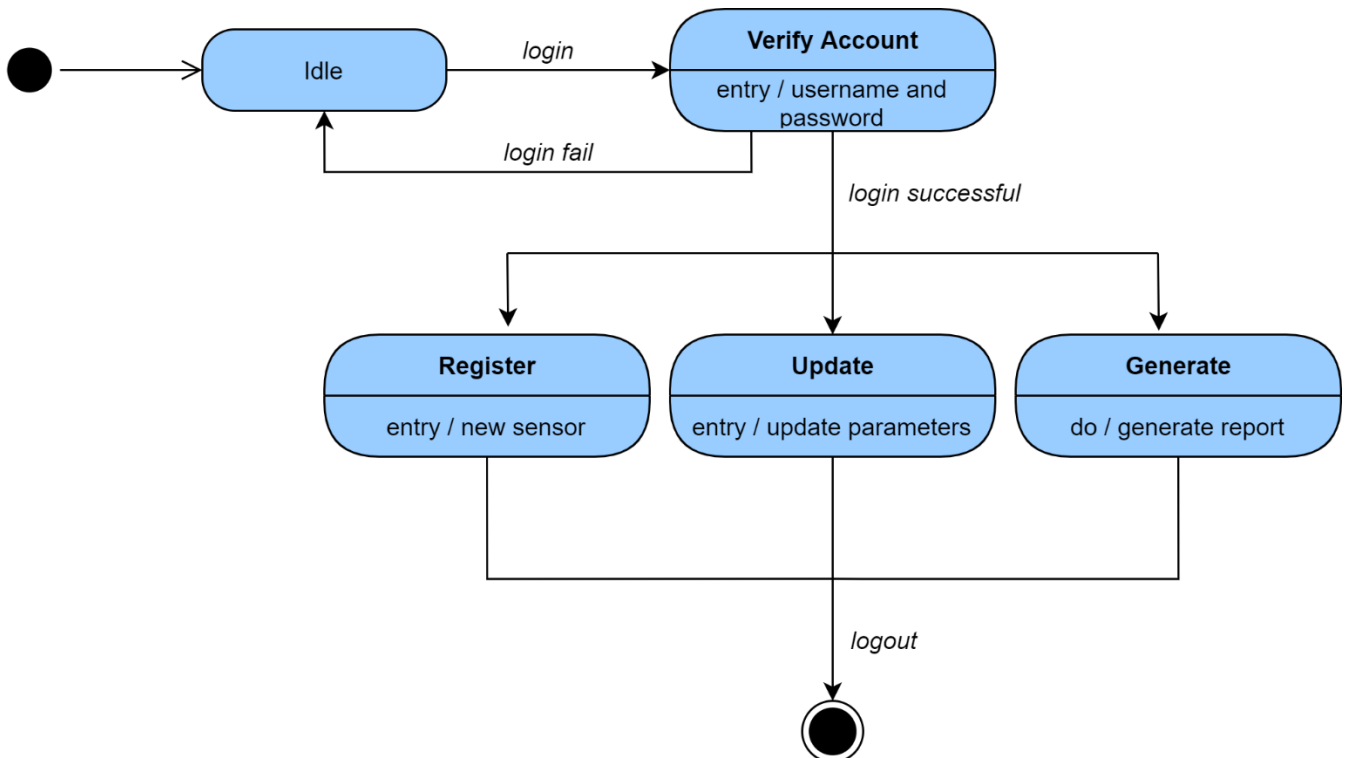 Idle
login
Verify Account
entry / username and
password
login fail
login successful
Register
entry / new sensor
Update
entry / update parameters
Generate
do / generate report
logout